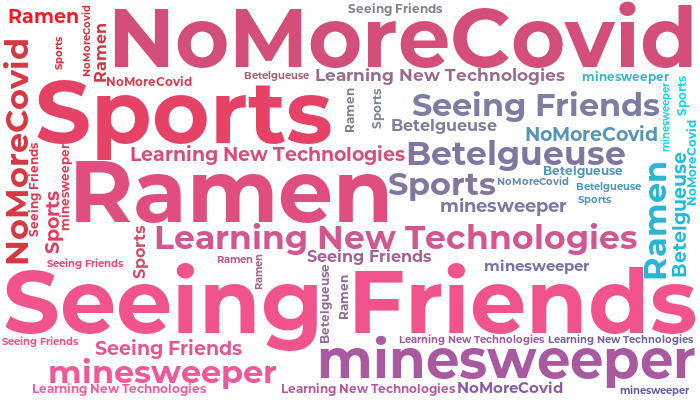 Ramen
Sports
NoMoreCovid
Ramen
NoMoreCovid
Seeing Friends
NoMoreCovid
Betelgueuse
Learning New Technologies
minesweeper
Sports
NoMoreCovid
Sports
Ramen
Sports
Seeing Friends
minesweeper
Sports
Betelgueuse
NoMoreCovid
NoMoreCovid
Seeing Friends
minesweeper
Learning New Technologies
Betelgueuse
Ramen
Betelgueuse
Ramen
Sports
NoMoreCovid
Betelgueuse
Betelgueuse
Sports
Sports
minesweeper
Sports
Learning New Technologies
Seeing Friends
Ramen
Ramen
Seeing Friends
minesweeper
Seeing Friends
Betelgueuse
Ramen
Seeing Friends
Seeing Friends
Learning New Technologies
Learning New Technologies
minesweeper
minesweeper
Learning New Technologies
Learning New Technologies
NoMoreCovid
minesweeper